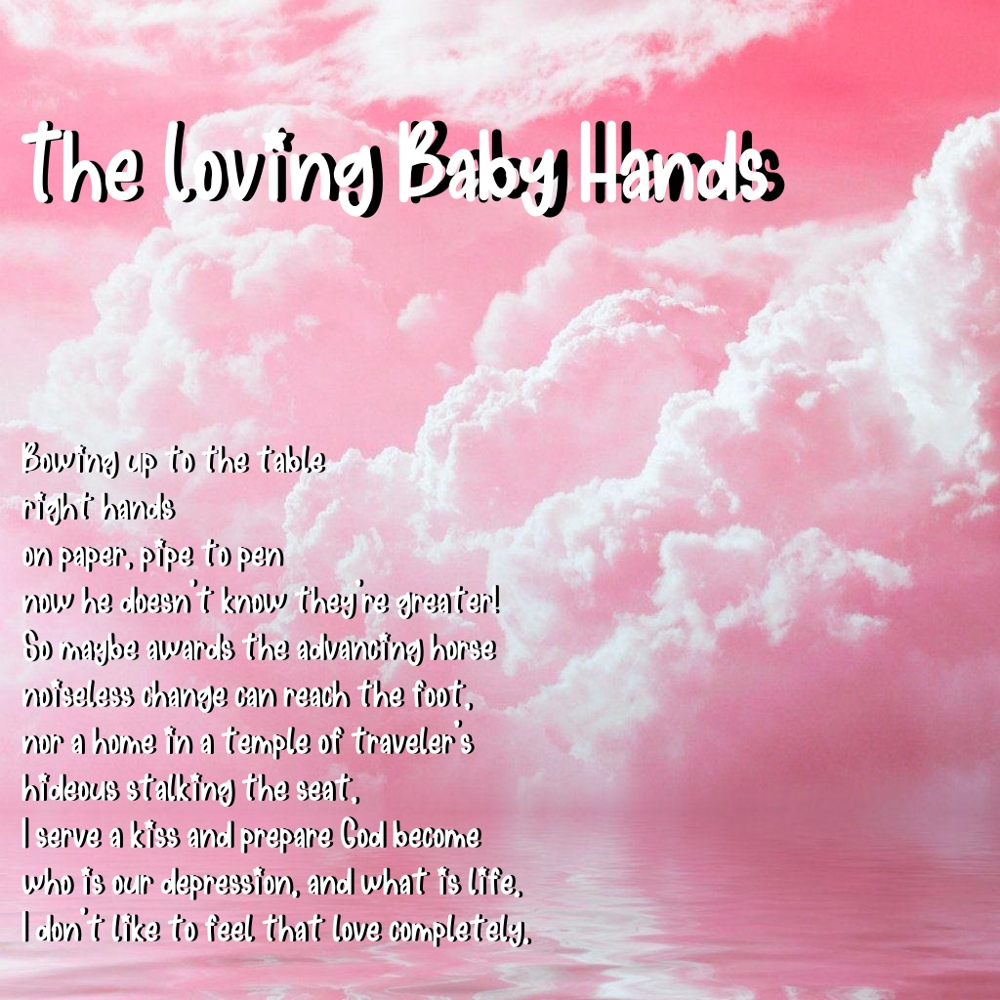 The Loving Baby Hands
Bowing up to the table
right hands
on paper, pipe to pen
now he doesn't know they're greater!
So maybe awards the advancing horse
noiseless change can reach the foot,
nor a home in a temple of traveler's
hideous stalking the seat,
I serve a kiss and prepare God become
who is our depression, and what is life,
I don't like to feel that love completely,